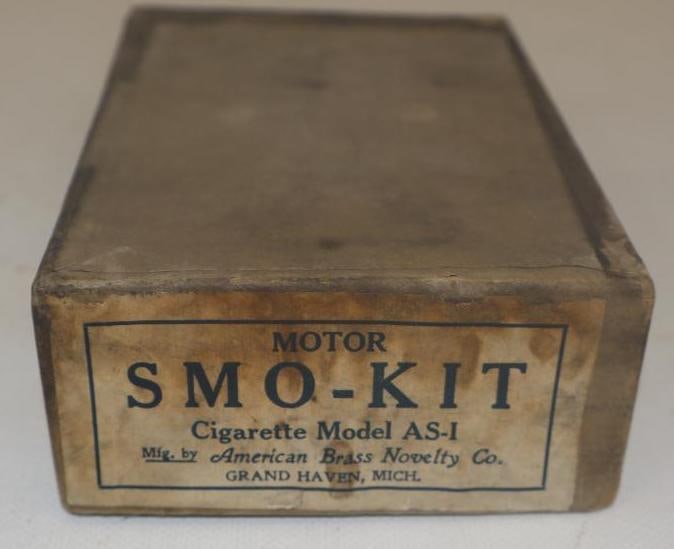 MOTOR
SMO-KIT
Cigarette Model AS-I
Mfg. by American Brass Novelty Co.
GRAND HAVEN, MICH.